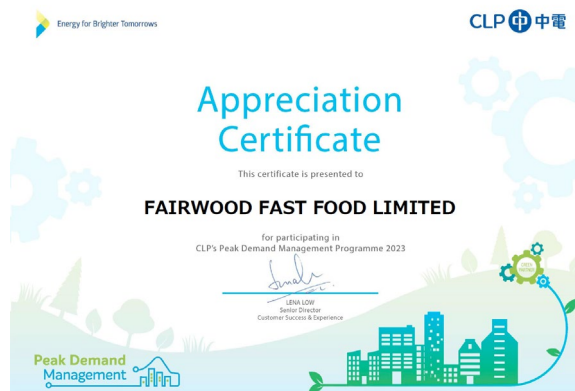 Energy for Brighter Tomorrows
CLP 中電
Appreciation
Certificate
This certificate is presented to
FAIRWOOD FAST FOOD LIMITED
for participating in
CLP's Peak Demand Management Programme 2023
LENA LOW
Senior Director
Customer Success & Experience
Peak Demand
Management